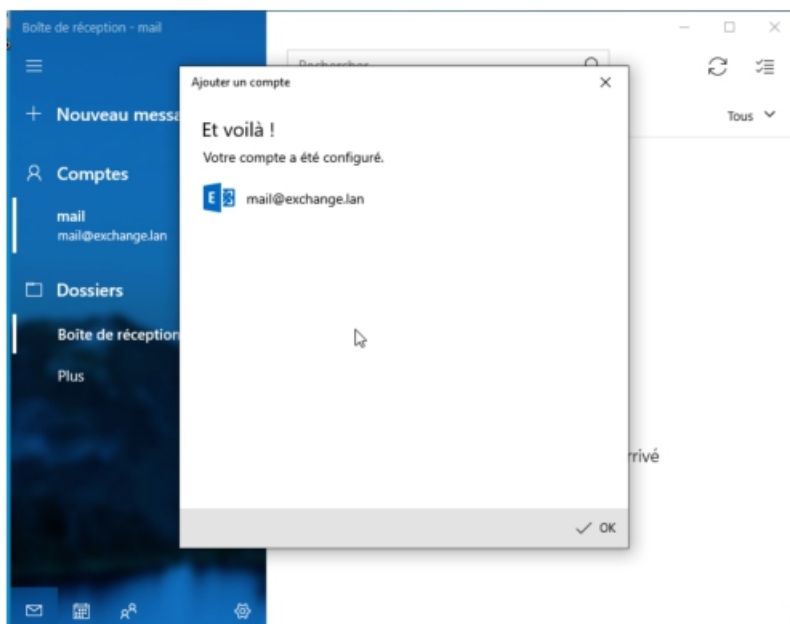 Boîte de réception - mail
Rechercher
Ajouter un compte
Nouveau messa
Tous
Et voilà !
Votre compte a été configuré.
Comptes
mail@exchange.lan
mail
mail@exchange.lan
Dossiers
Boîte de réception
Plus
rrivé
OK